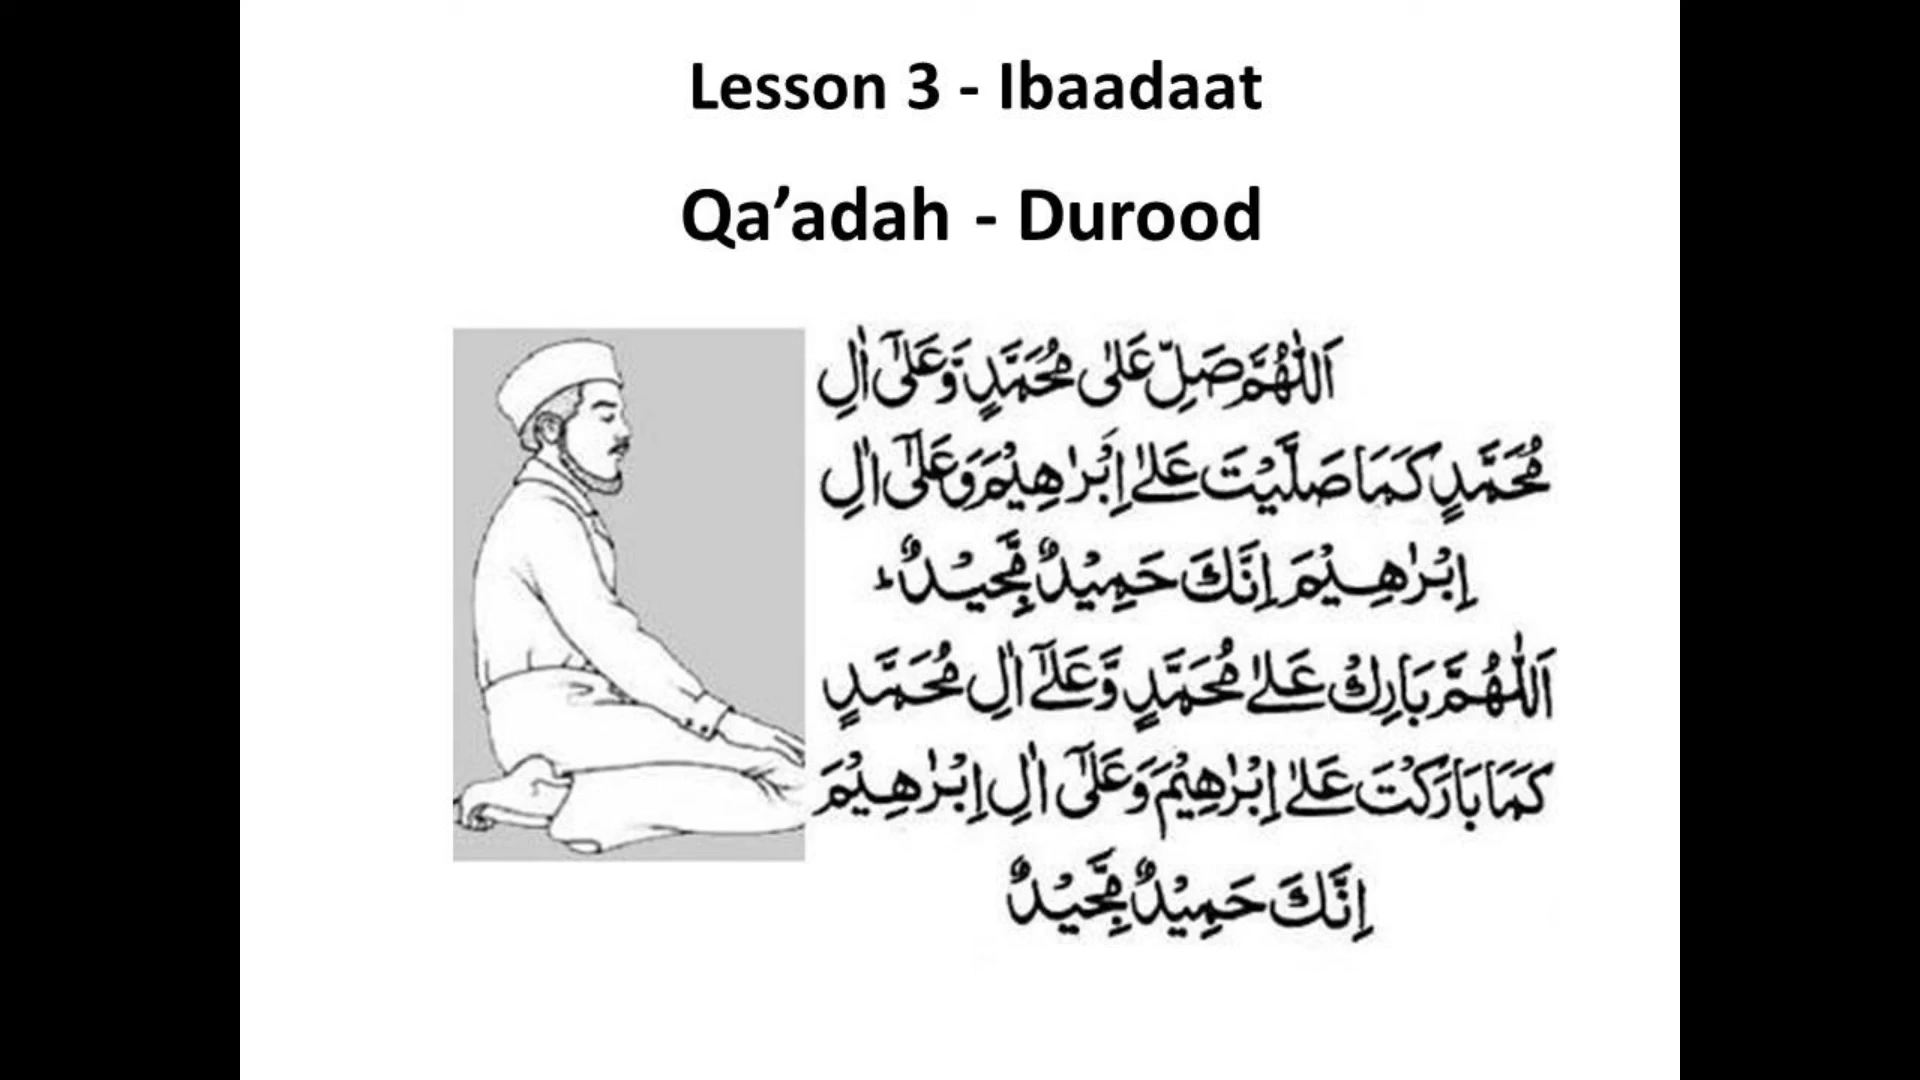 Lesson 3 - Ibaadaat
Qa’adah - Durood
اَللّٰهُمَّ صَلِّ عَلٰى مُحَمَّدٍ وَّعَلٰٓى اٰلِ
مُحَمَّدٍ كَمَا صَلَّيْتَ عَلٰٓى اِبْرٰهِيْمَ وَعَلٰٓى اٰلِ
اِبْرٰهِيْمَ اِنَّكَ حَمِيْدٌ مَّجِيْدٌ ؕ
اَللّٰهُمَّ بَارِكْ عَلٰى مُحَمَّدٍ وَّعَلٰٓى اٰلِ مُحَمَّدٍ
كَمَا بَارَكْتَ عَلٰٓى اِبْرٰهِيْمَ وَعَلٰٓى اٰلِ اِبْرٰهِيْمَ
اِنَّكَ حَمِيْدٌ مَّجِيْدٌ